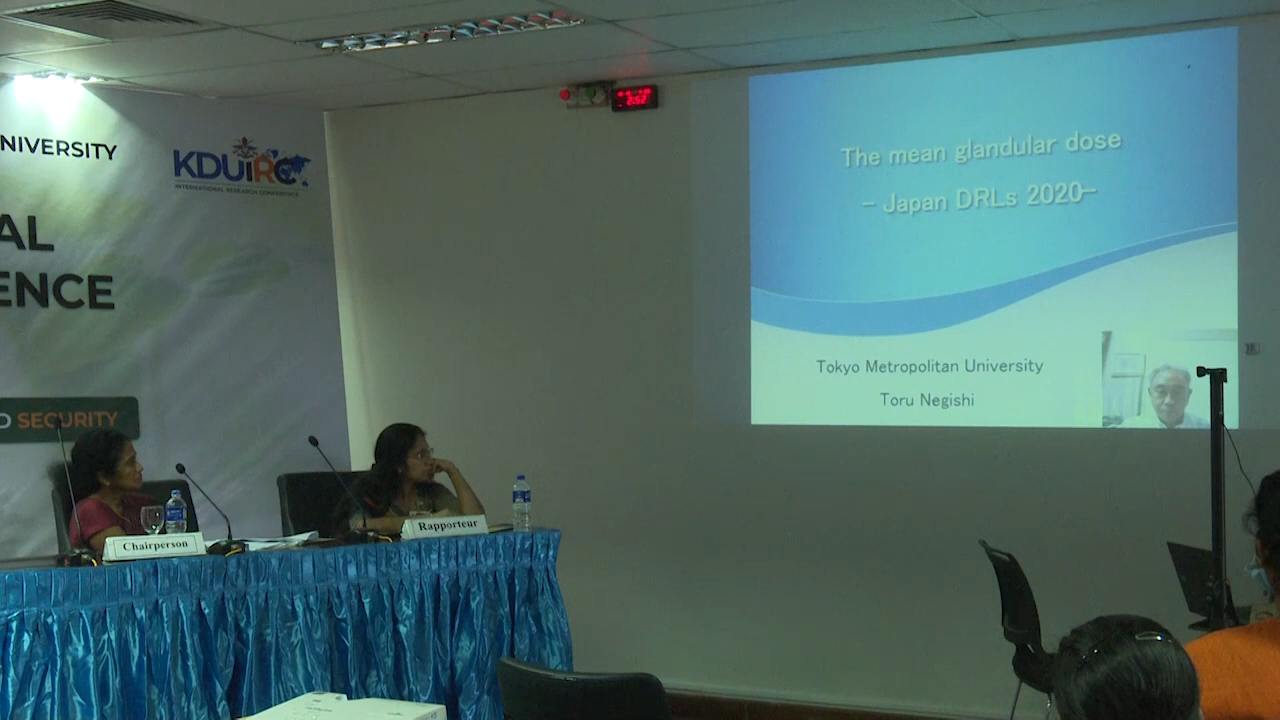 NIVERSITY
KDUIRC
INTERNATIONAL RESEARCH CONFERENCE
AL
ENCE
D SECURITY
Chairperson
Rapporteur
The mean glandular dose
- Japan DRLs 2020-
Tokyo Metropolitan University
Toru Negishi